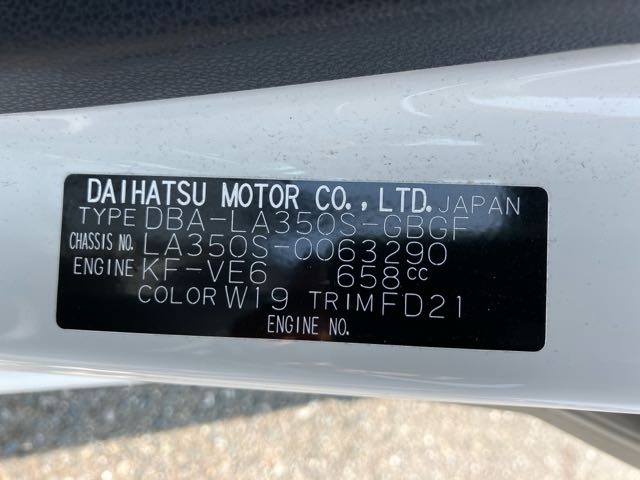 DAIHATSU MOTOR CO., LTD. JAPAN
TYPE DBA-LA350S-GBGF
CHASSIS NO. LA350S-0063290
ENGINE KF-VE6 658cc
COLOR W19 TRIM FD21
ENGINE NO.